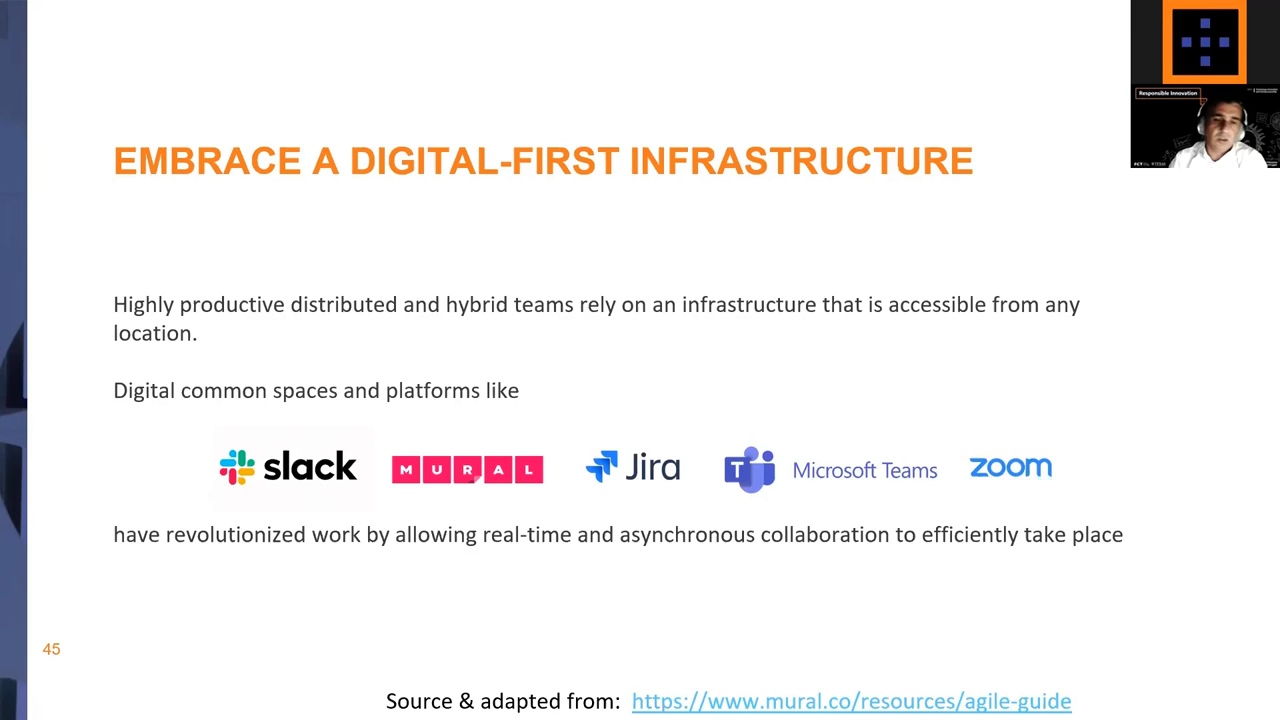 Responsible Innovation
EMBRACE A DIGITAL-FIRST INFRASTRUCTURE
Highly productive distributed and hybrid teams rely on an infrastructure that is accessible from any
location.
Digital common spaces and platforms like
slack MURAL Jira T Microsoft Teams zoom
have revolutionized work by allowing real-time and asynchronous collaboration to efficiently take place
45
Source & adapted from: https://www.mural.co/resources/agile-guide